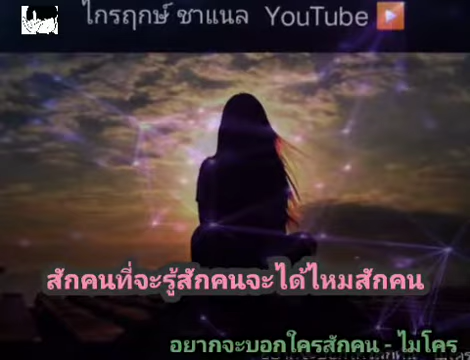 ไกรฤกษ์ ชาแนล YouTube
สักคนที่จะรู้สักคนจะได้ไหมสักคน
อยากจะบอกใครสักคน - ไมโคร